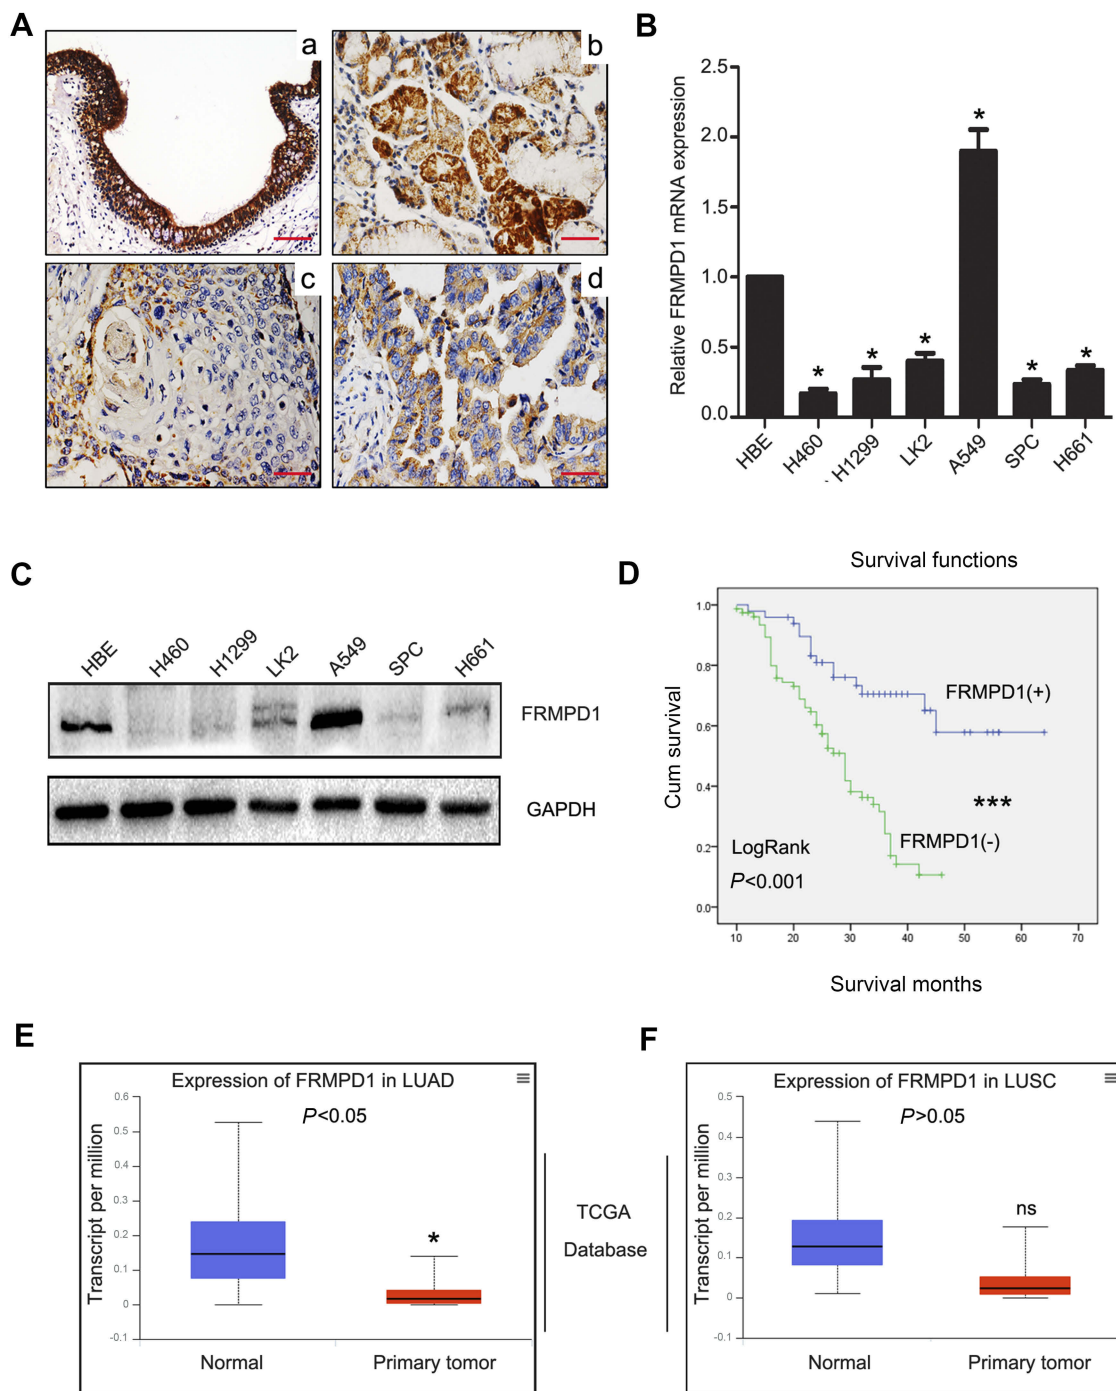 A
a
b
c
d
B
Relative FRMPD1 mRNA expression
2.5
2.0
1.5
1.0
0.5
0.0
*
*
*
*
*
*
HBE
H460
H1299
LK2
A549
SPC
H661
C
HBE
H460
H1299
LK2
A549
SPC
H661
FRMPD1
GAPDH
D
Survival functions
Cum survival
1.0
0.8
0.6
0.4
0.2
0.0
FRMPD1(+)
***
FRMPD1(-)
LogRank
P<0.001
10 20 30 40 50 60 70
Survival months
E
Expression of FRMPD1 in LUAD
P<0.05
Transcript per million
0.6
0.5
0.4
0.3
0.2
0.1
0
-0.1
*
Normal
Primary tomor
TCGA
Database
F
Expression of FRMPD1 in LUSC
P>0.05
Transcript per million
0.5
0.4
0.3
0.2
0.1
0
-0.1
ns
Normal
Primary tomor